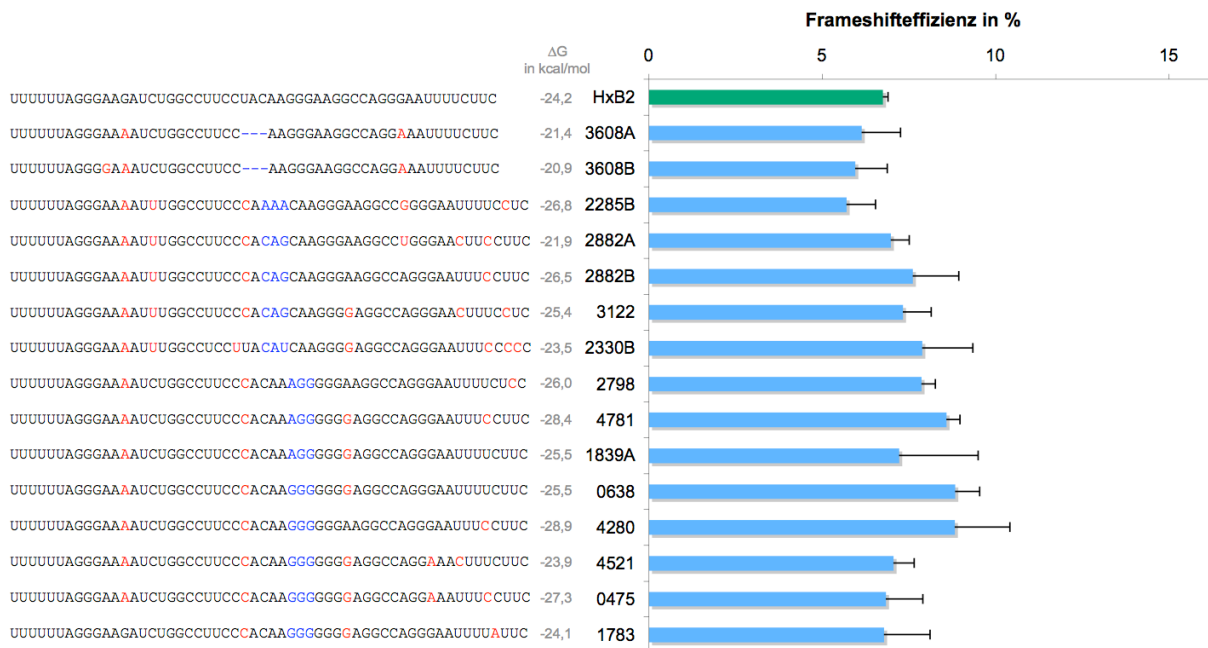 Frameshifteffizienz in %
ΔG
in kcal/mol
0 5 10 15
UUUUUUAGGGAAGAUCUGGCCUUCCUACAAGGGAAGGCCAGGGAAUUUUCUUC -24,2 HxB2
UUUUUUAGGGAAAAUCUGGCCUUCC---AAGGGAAGGCCAGGAAAUUUUCUUC -21,4 3608A
UUUUUUAGGGGAAAUCUGGCCUUCC---AAGGGAAGGCCAGGAAAUUUUCUUC -20,9 3608B
UUUUUUAGGGAAAAUUUGGCCUUCCCAAAACAAGGGAAGGCCGGGGAAUUUUCCUC -26,8 2285B
UUUUUUAGGGAAAAUUUGGCCUUCCCACAGCAAGGGAAGGCCUGGGAACUUCCUUC -21,9 2882A
UUUUUUAGGGAAAAUUUGGCCUUCCCACAGCAAGGGAAGGCCAGGGAAUUUCCUUC -26,5 2882B
UUUUUUAGGGAAAAUUUGGCCUUCCCACAGCAAGGGGAGGCCAGGGAACUUUCCUC -25,4 3122
UUUUUUAGGGAAAAUUUGGCCUCCUUACAUCAAGGGGAGGCCAGGGAAUUUCCCCC -23,5 2330B
UUUUUUAGGGAAAAUCUGGCCUUCCCACAAAGGGGGAAGGCCAGGGAAUUUUCUCC -26,0 2798
UUUUUUAGGGAAAAUCUGGCCUUCCCACAAAGGGGGGAGGCCAGGGAAUUUCCUUC -28,4 4781
UUUUUUAGGGAAAAUCUGGCCUUCCCACAAAGGGGGGAGGCCAGGGAAUUUUCUUC -25,5 1839A
UUUUUUAGGGAAAAUCUGGCCUUCCCACAAGGGGGGGAGGCCAGGGAAUUUUCUUC -25,5 0638
UUUUUUAGGGAAAAUCUGGCCUUCCCACAAGGGGGGAAGGCCAGGGAAUUUCCUUC -28,9 4280
UUUUUUAGGGAAAAUCUGGCCUUCCCACAAGGGGGGGAGGCCAGGAAACUUUCUUC -23,9 4521
UUUUUUAGGGAAAAUCUGGCCUUCCCACAAGGGGGGGAGGCCAGGAAAUUUCCUUC -27,3 0475
UUUUUUAGGGAAGAUCUGGCCUUCCCACAAGGGGGGGAGGCCAGGGAAUUUUAUUC -24,1 1783